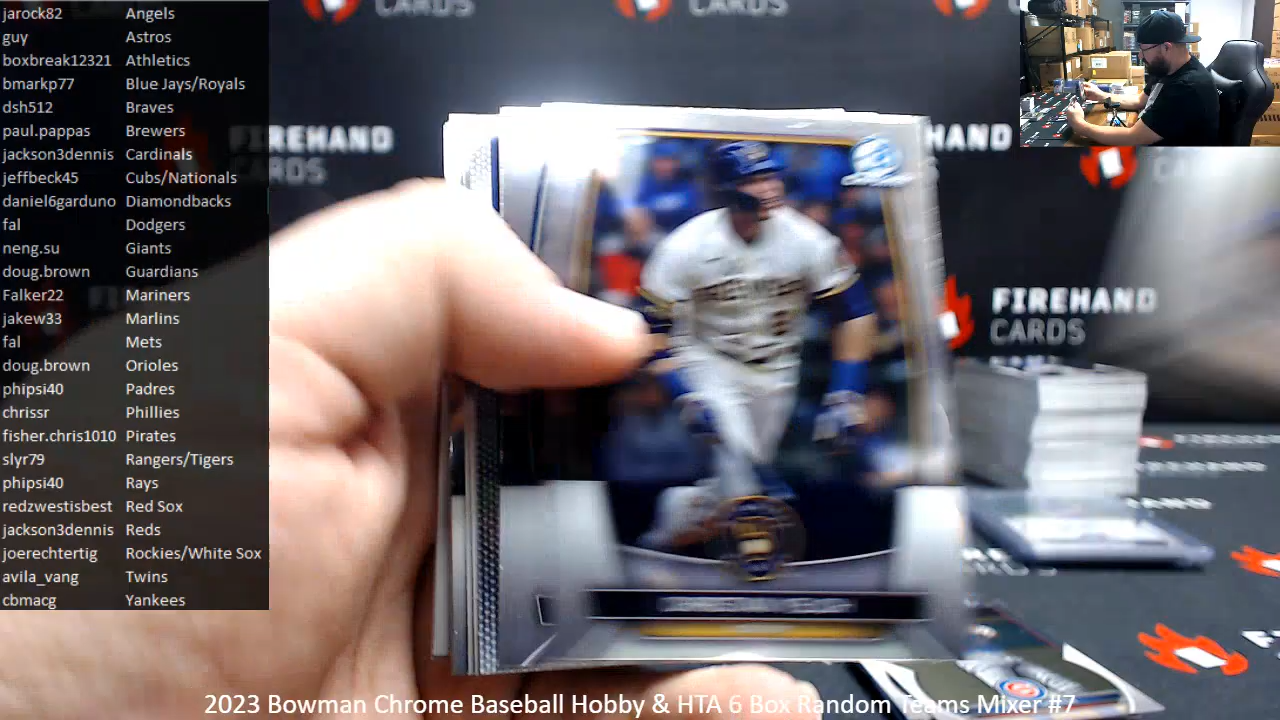 jarock82 Angels
guy Astros
boxbreak12321 Athletics
bmarkp77 Blue Jays/Royals
dsh512 Braves
paul.pappas Brewers
jackson3dennis Cardinals
jeffbeck45 Cubs/Nationals
daniel6garduno Diamondbacks
fal Dodgers
neng.su Giants
doug.brown Guardians
Falker22 Mariners
jakew33 Marlins
fal Mets
doug.brown Orioles
phipsi40 Padres
chrissr Phillies
fisher.chris1010 Pirates
slyr79 Rangers/Tigers
phipsi40 Rays
redzwestisbest Red Sox
jackson3dennis Reds
joerechtertig Rockies/White Sox
avila_vang Twins
cbmacg Yankees
CARDS
CARDS
FIREHAND
CARDS
HAND
FIREHAND
CARDS
2023 Bowman Chrome Baseball Hobby & HTA 6 Box Random Teams Mixer #7